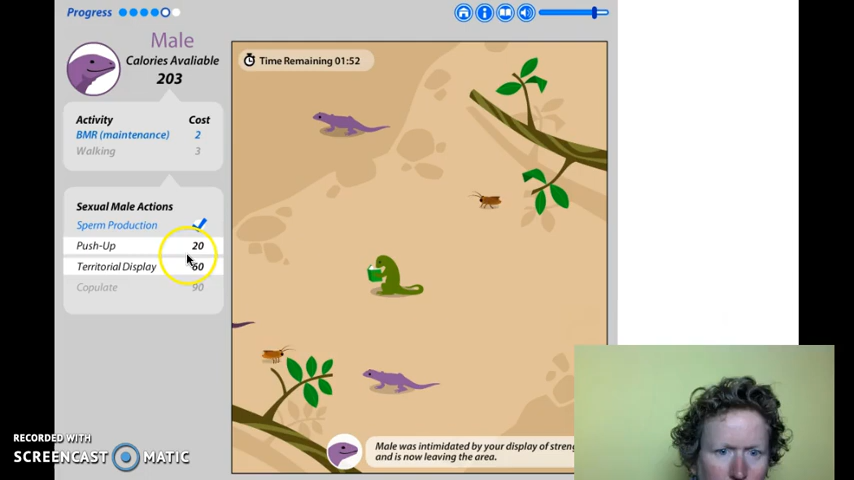 Progress
Male
Calories Avaliable
203
Time Remaining 01:52
Activity Cost
BMR (maintenance) 2
Walking 3
Sexual Male Actions
Sperm Production
Push-Up 20
Territorial Display 60
Copulate 90
Male was intimidated by your display of
and is now leaving the area.
RECORDED WITH
SCREENCAST MATIC